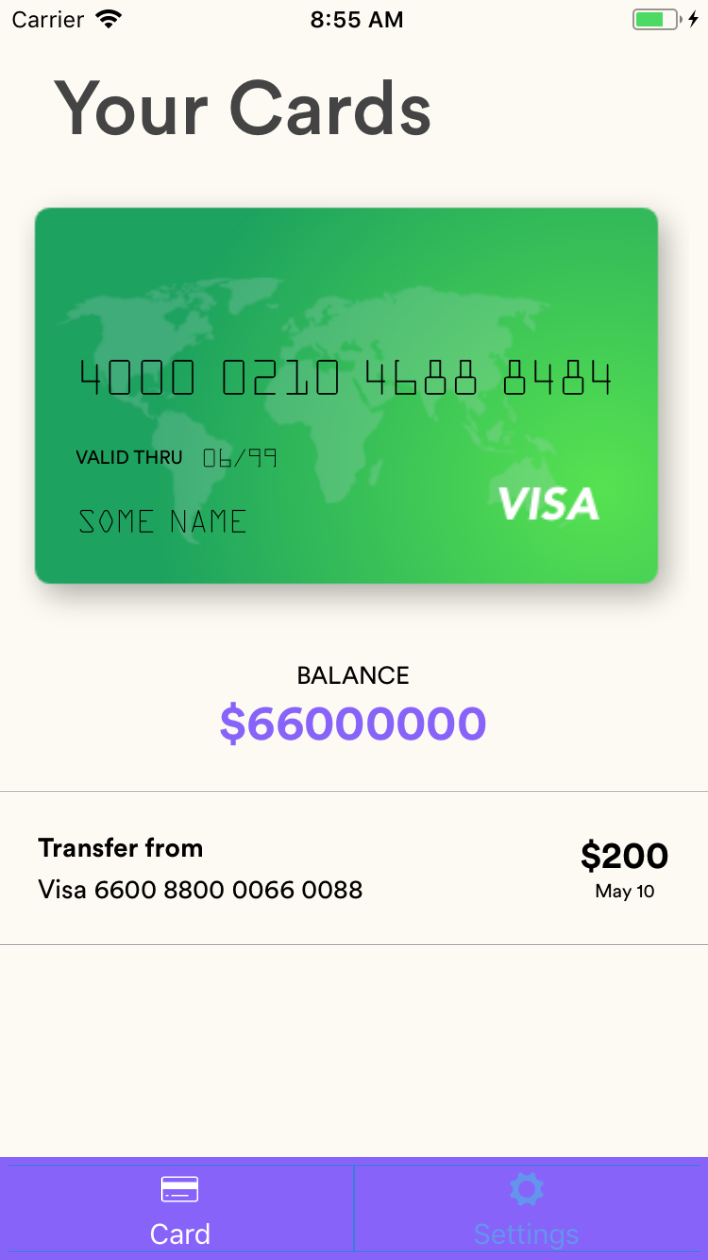 Carrier 8:55 AM
Your Cards
4000 0210 4688 8484
VALID THRU 06/99
SOME NAME
VISA
BALANCE
$66000000
Transfer from $200
Visa 6600 8800 0066 0088 May 10
Card Settings